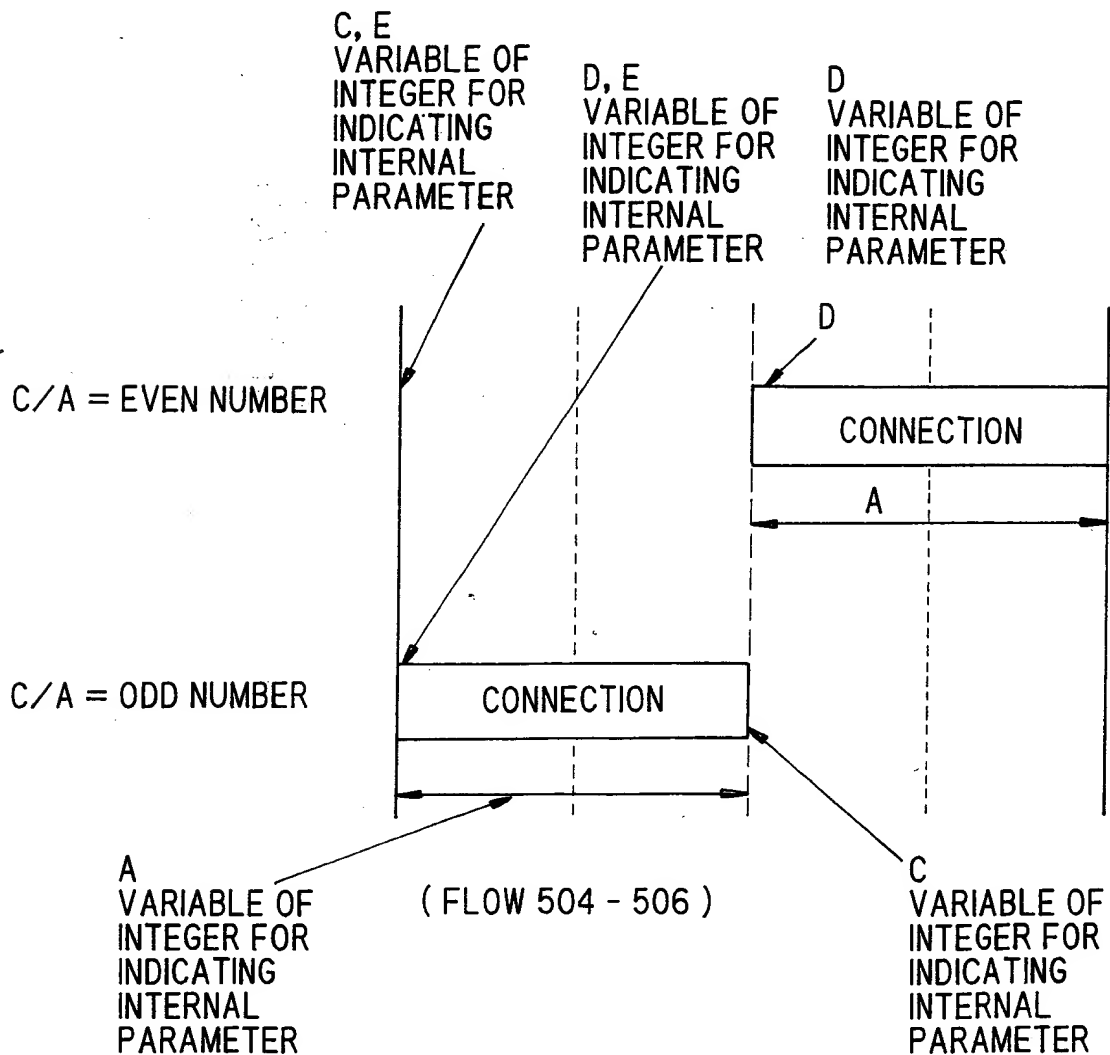 C, E
VARIABLE OF
INTEGER FOR
INDICATING
INTERNAL
PARAMETER
D, E
VARIABLE OF
INTEGER FOR
INDICATING
INTERNAL
PARAMETER
D
VARIABLE OF
INTEGER FOR
INDICATING
INTERNAL
PARAMETER
D
C/A = EVEN NUMBER
CONNECTION
A
C/A = ODD NUMBER
CONNECTION
A
VARIABLE OF
INTEGER FOR
INDICATING
INTERNAL
PARAMETER
( FLOW 504 - 506 )
C
VARIABLE OF
INTEGER FOR
INDICATING
INTERNAL
PARAMETER